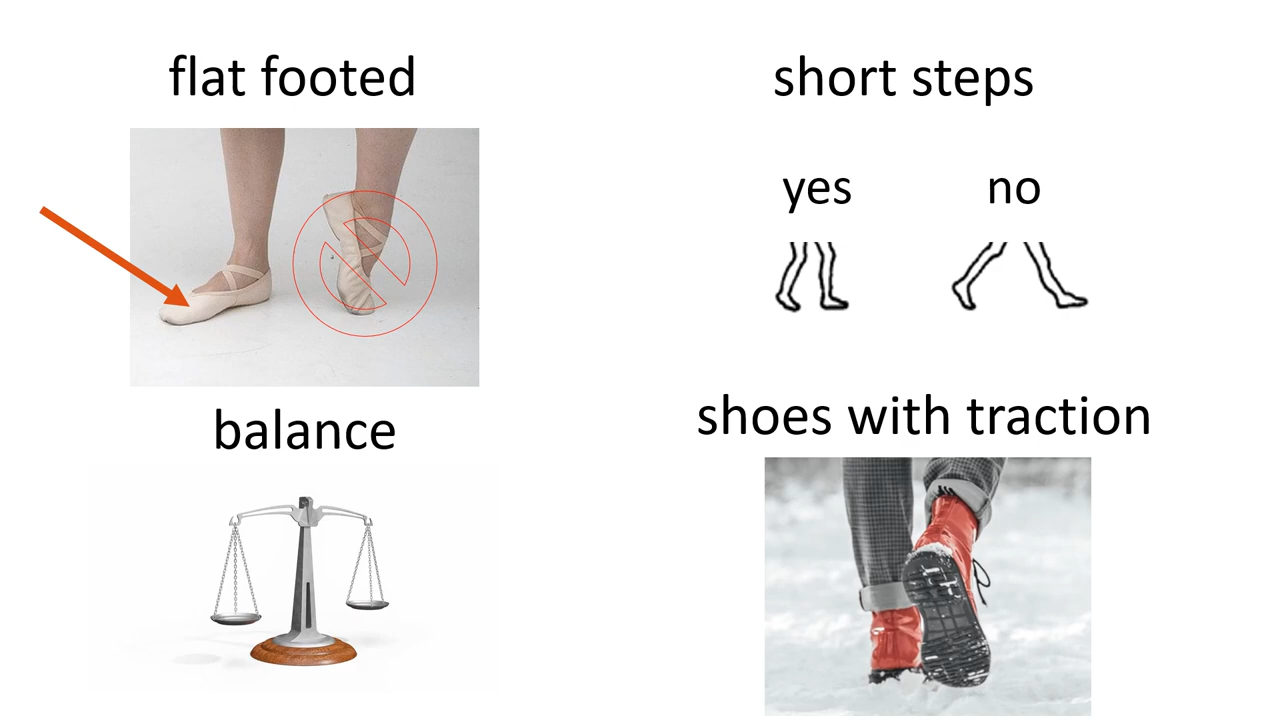 flat footed
short steps
yes
no
balance
shoes with traction